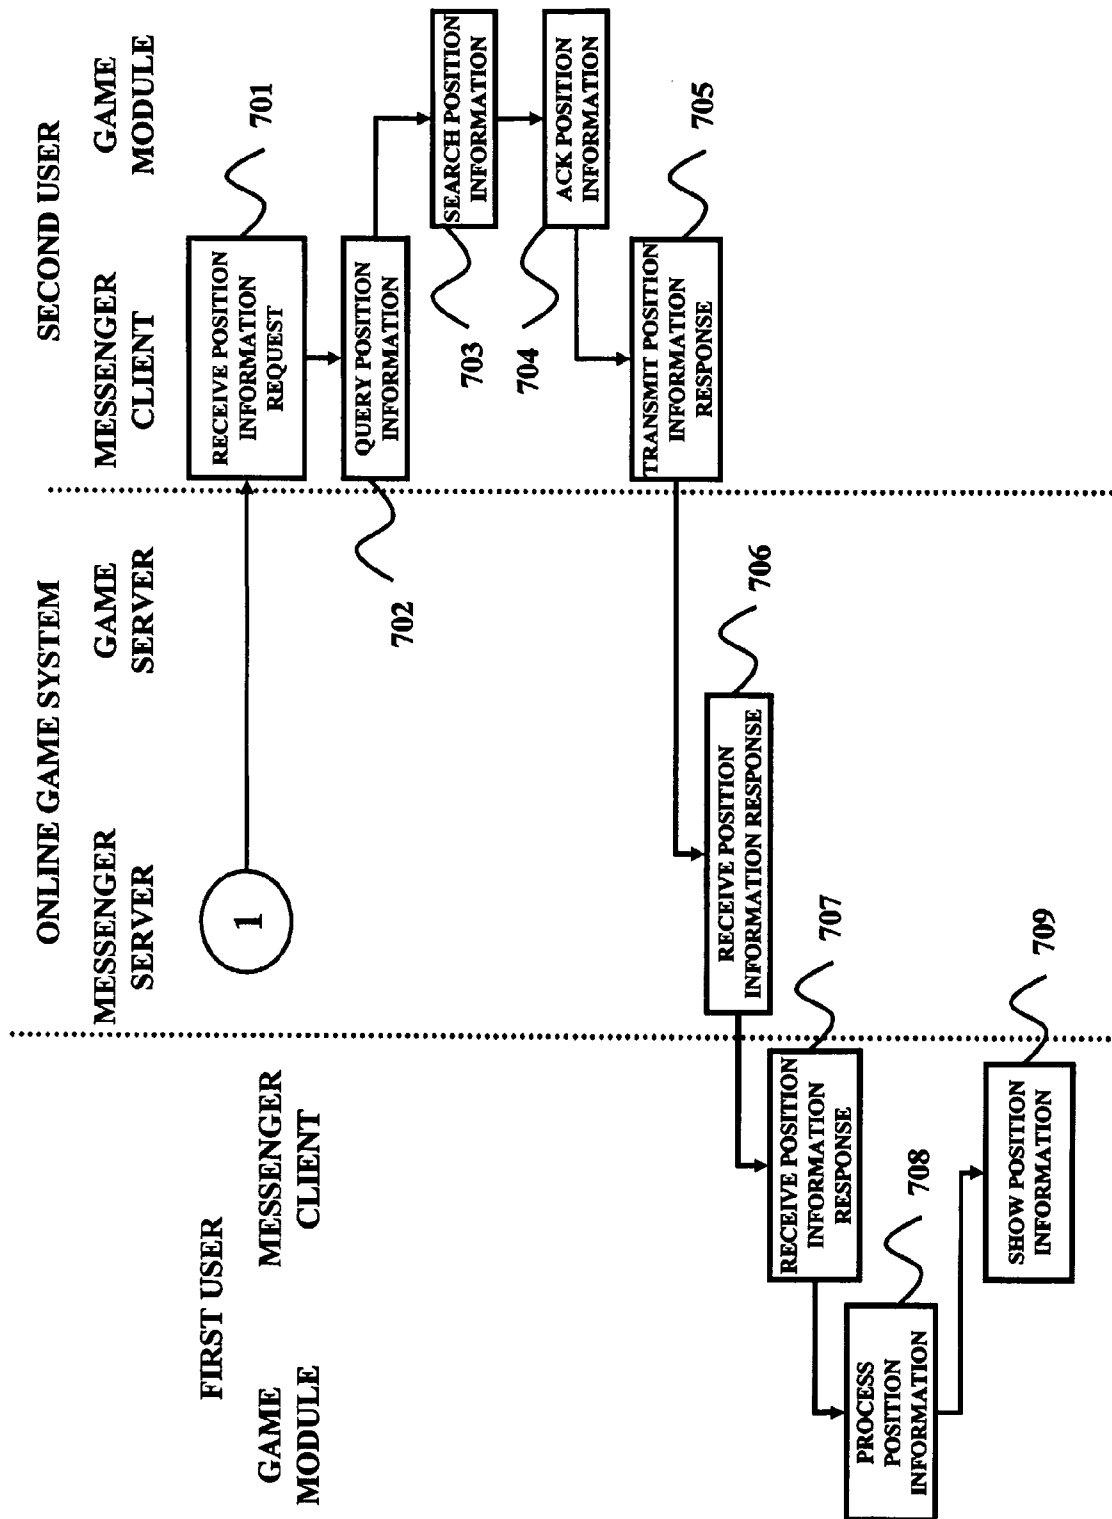 FIRST USER
ONLINE GAME SYSTEM
SECOND USER
GAME
MODULE
MESSENGER
CLIENT
MESSENGER
SERVER
GAME
SERVER
MESSENGER
CLIENT
GAME
MODULE
1
RECEIVE POSITION
INFORMATION
REQUEST
701
QUERY POSITION
INFORMATION
702
SEARCH POSITION
INFORMATION
703
ACK POSITION
INFORMATION
704
TRANSMIT POSITION
INFORMATION
RESPONSE
705
RECEIVE POSITION
INFORMATION RESPONSE
706
RECEIVE POSITION
INFORMATION
RESPONSE
707
PROCESS
POSITION
INFORMATION
708
SHOW POSITION
INFORMATION
709